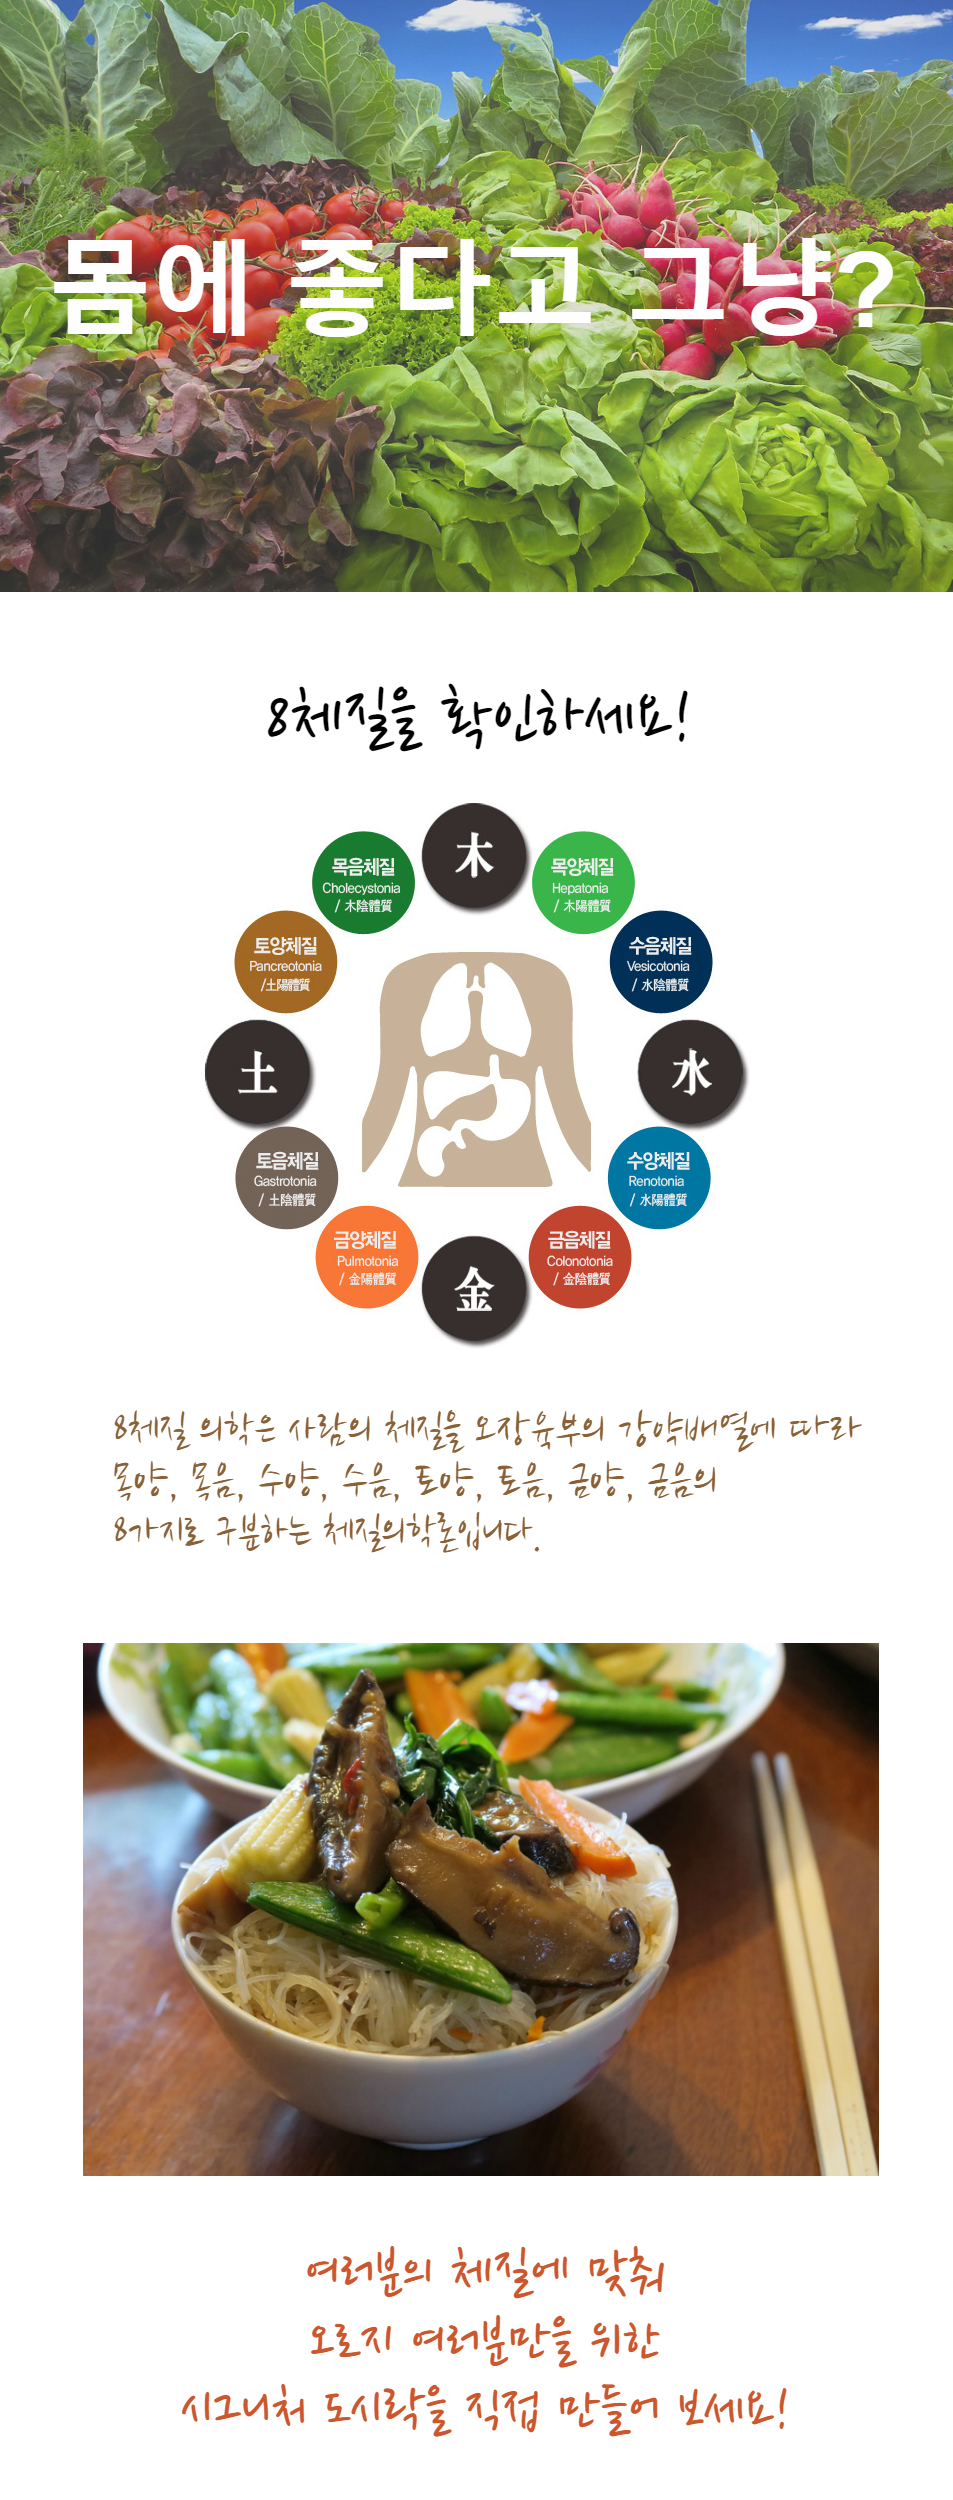 몸에 좋다고 그냥?
8체질을 확인하세요!
木
목음체질
Cholecystonia
/ 木陰體質
목양체질
Hepatonia
/ 木陽體質
토양체질
Pancreotonia
/土陽體質
수음체질
Vesicotonia
/ 水陰體質
土
水
토음체질
Gastrotonia
/ 土陰體質
수양체질
Renotonia
/ 水陽體質
금양체질
Pulmotonia
/ 金陽體質
금음체질
Colonotonia
/ 金陰體質
金
8체질 의학은 사람의 체질을 오장육부의 강약배열에 따라
목양, 목음, 수양, 수음, 토양, 토음, 금양, 금음의
8가지로 구분하는 체질의학론입니다.
여러분의 체질에 맞춰
오로지 여러분만을 위한
시그니처 도시락을 직접 만들어 보세요!